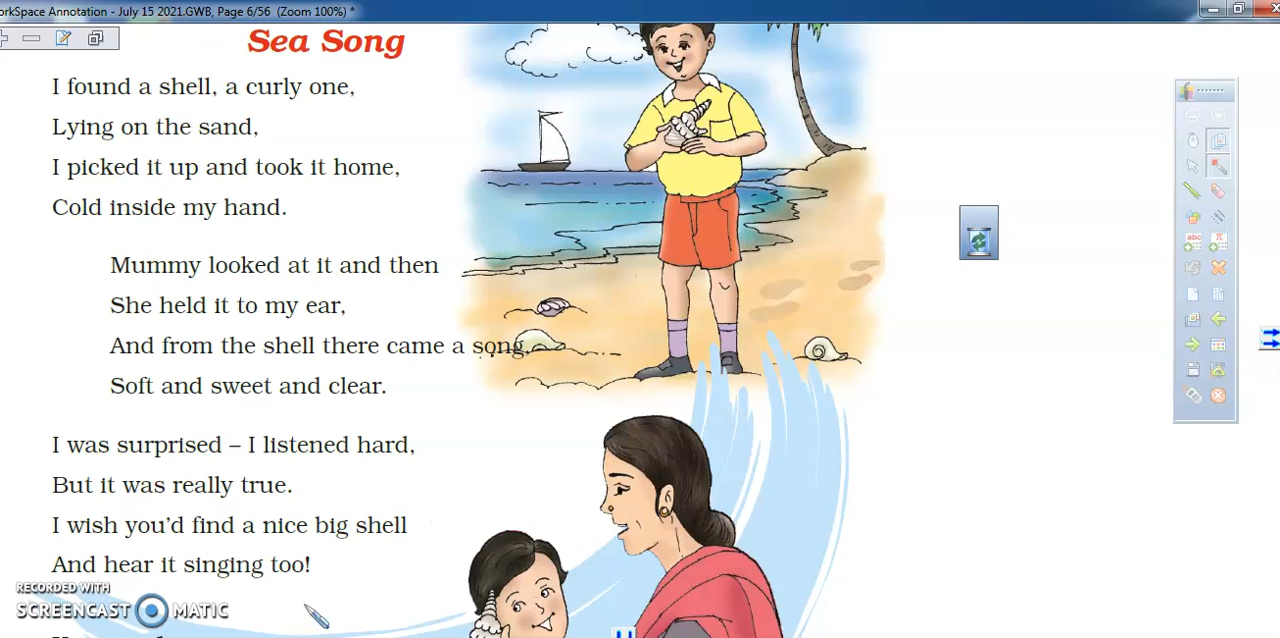 orkSpace Annotation - July 15 2021.GWB, Page 6/56 (Zoom 100%) *
Sea Song
I found a shell, a curly one,
Lying on the sand,
I picked it up and took it home,
Cold inside my hand.
Mummy looked at it and then
She held it to my ear,
And from the shell there came a song,
Soft and sweet and clear.
I was surprised – I listened hard,
But it was really true.
I wish you’d find a nice big shell
And hear it singing too!
RECORDED WITH
SCREENCAST MATIC
abc
π